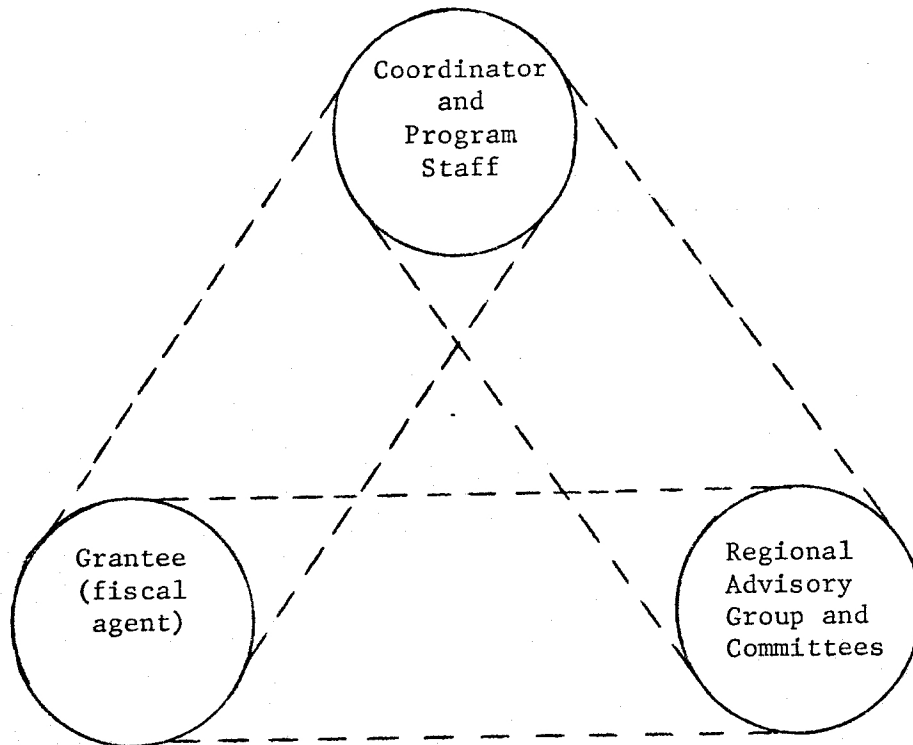 Coordinator
and
Program
Staff
Grantee
(fiscal
agent)
Regional
Advisory
Group and
Committees